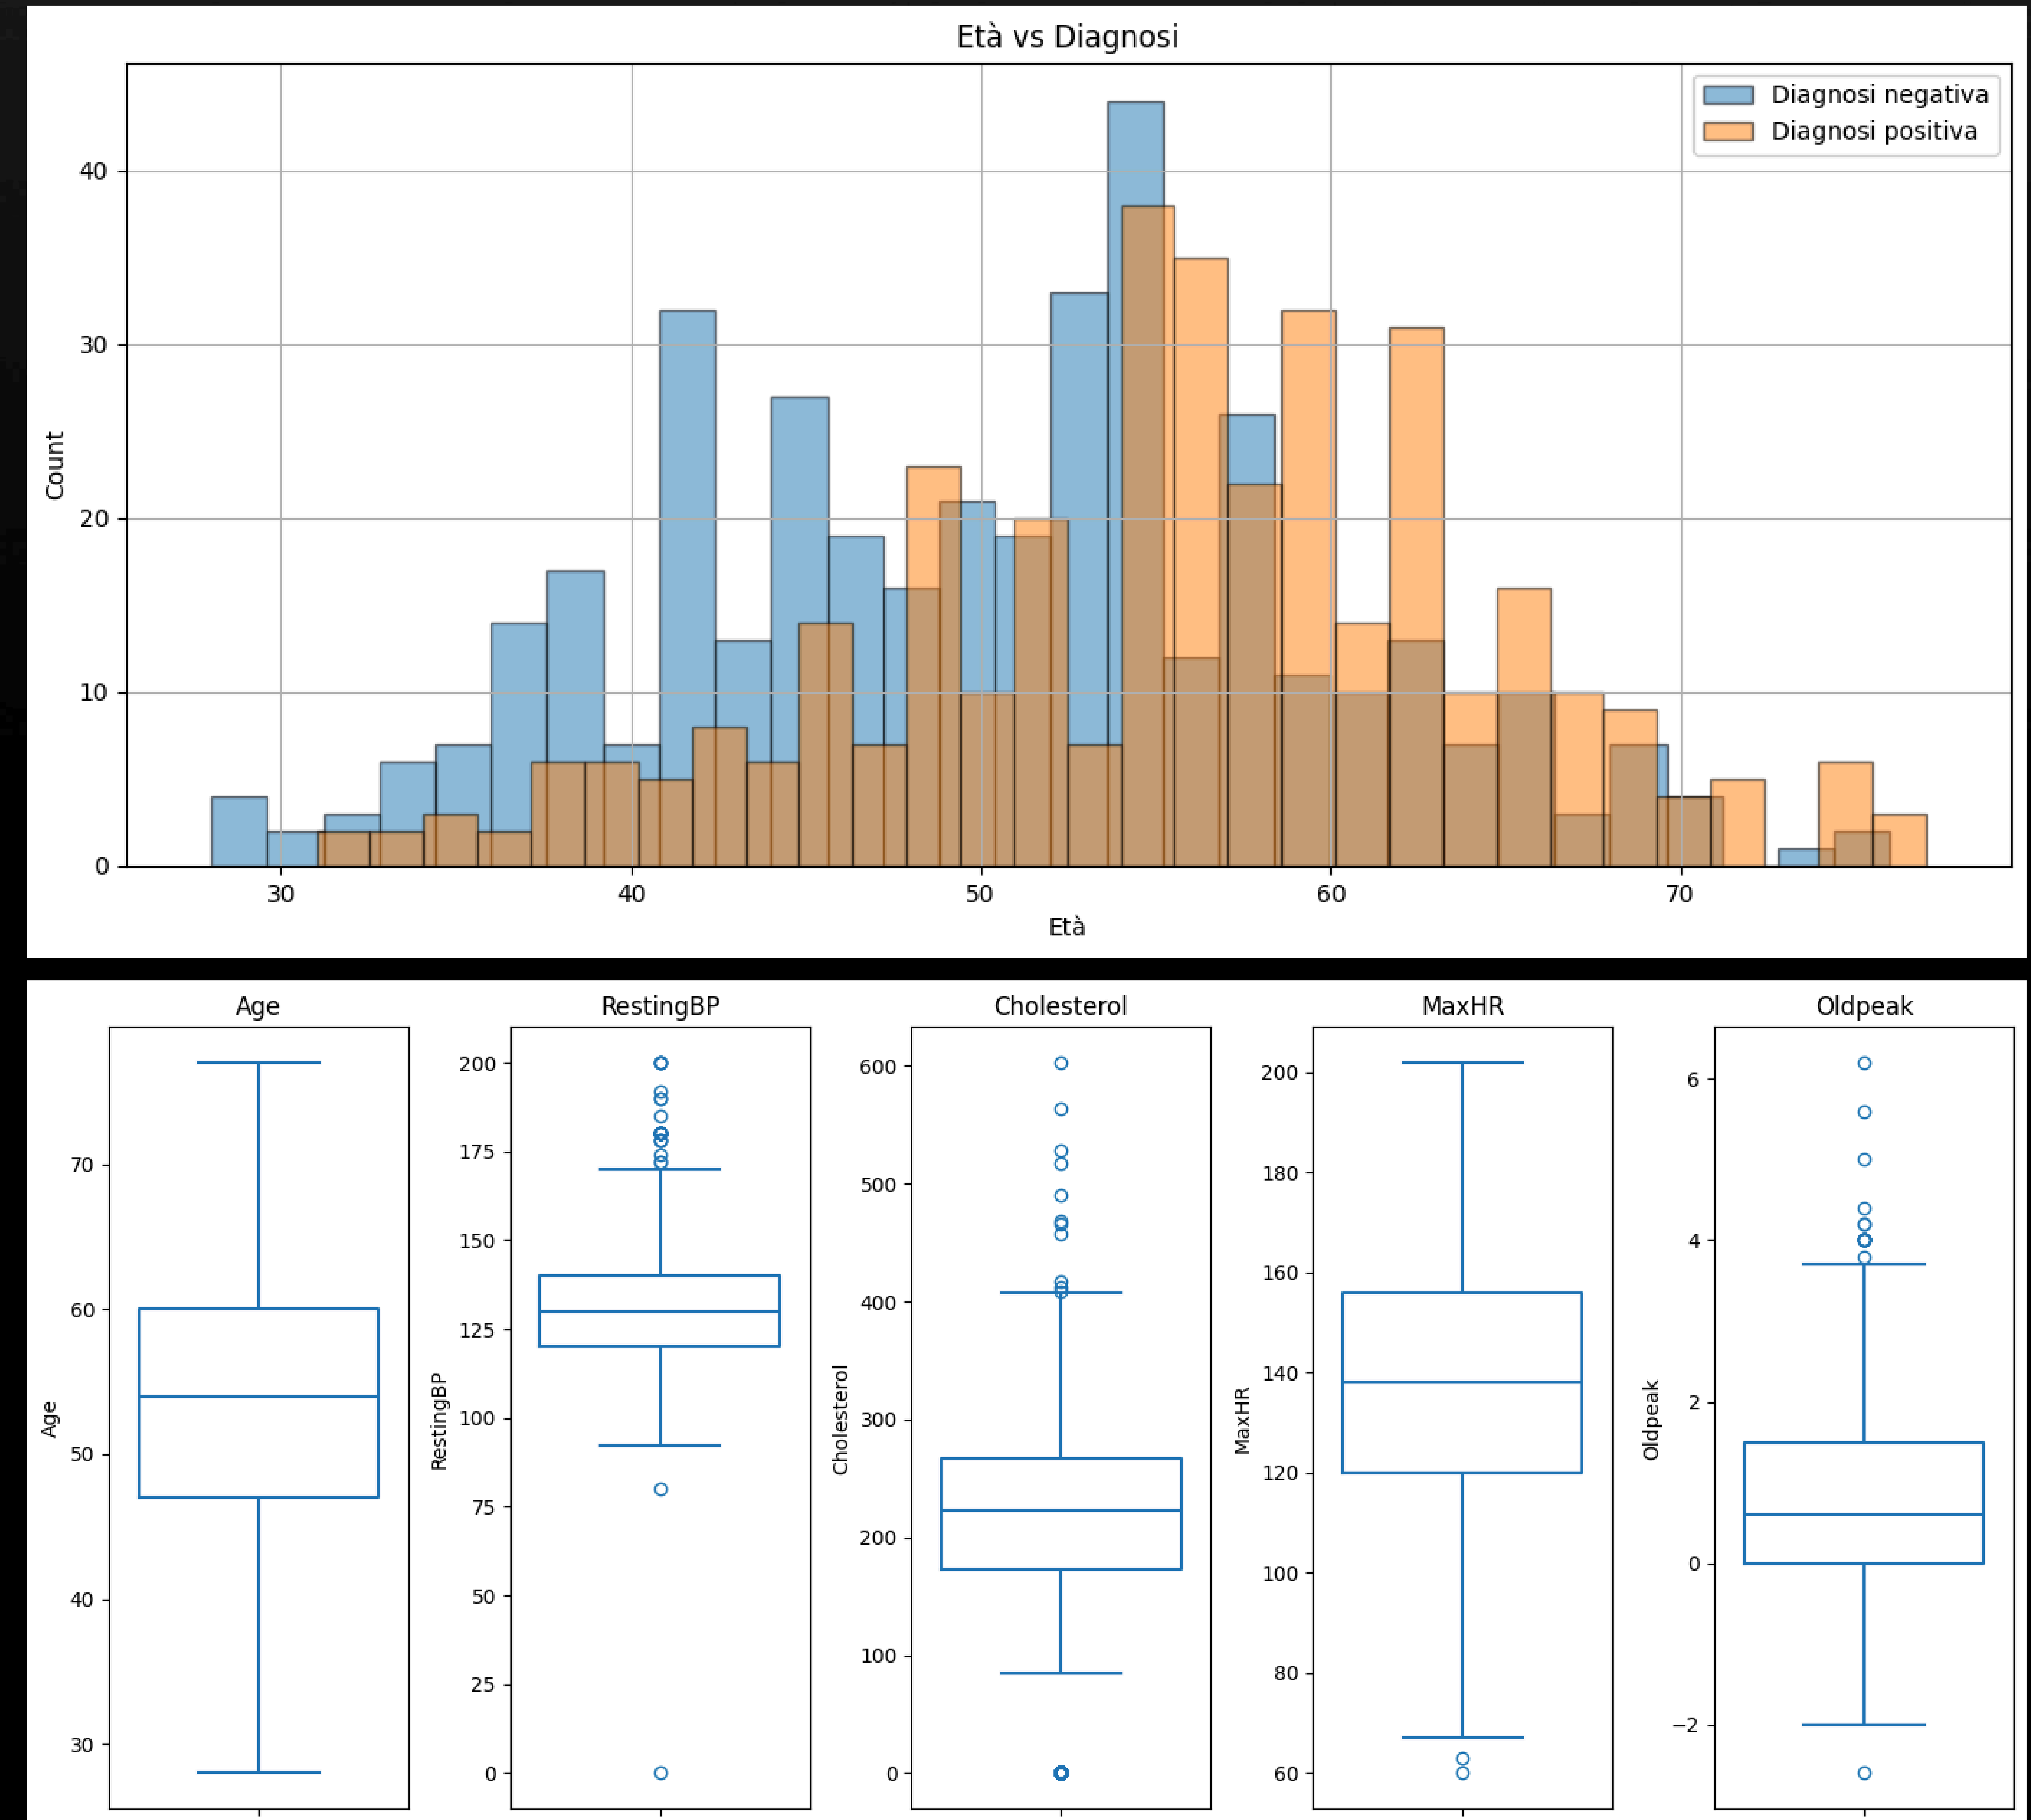 Età vs Diagnosi
Diagnosi negativa
Diagnosi positiva
Count
40
30
20
10
0
30 40 50 60 70
Età
Age
Age
70
60
50
40
30
RestingBP
RestingBP
200
175
150
125
100
75
50
25
0
Cholesterol
Cholesterol
600
500
400
300
200
100
0
MaxHR
MaxHR
200
180
160
140
120
100
80
60
Oldpeak
Oldpeak
6
4
2
0
−2